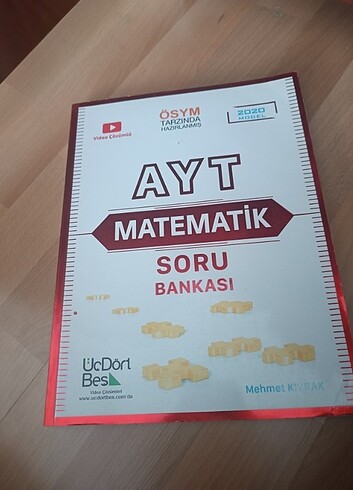 ÖSYM
TARZINDA
HAZIRLANMIŞ
Video Çözümlü
2020
MODEL
AYT
MATEMATİK
SORU
BANKASI
ÜçDört
Beş
Video Çözümleri
www.ucdortbes.com'da
Mehmet